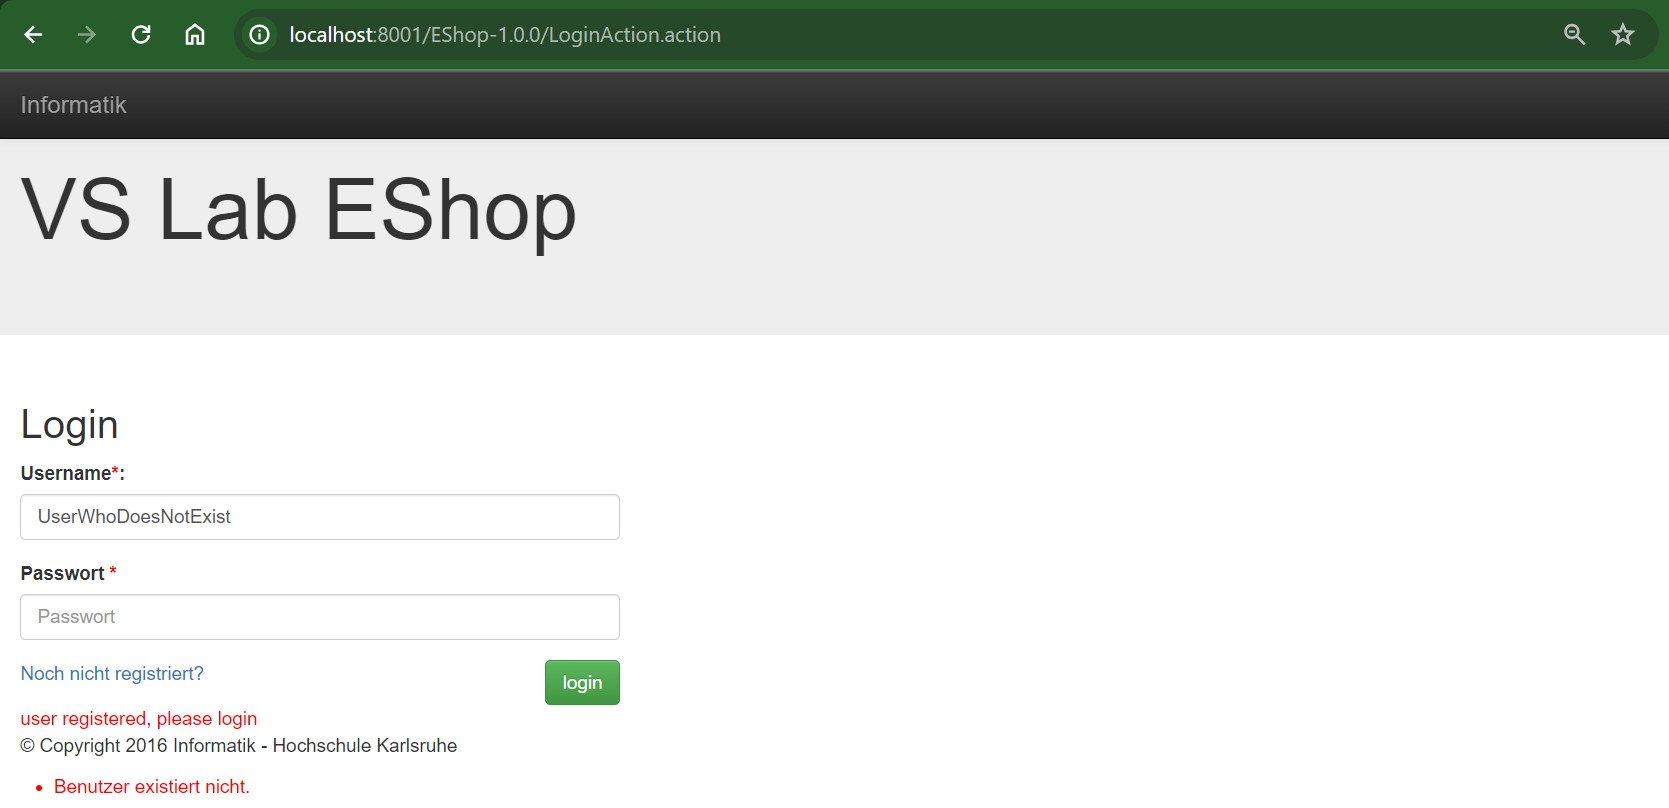 localhost:8001/EShop-1.0.0/LoginAction.action
Informatik
VS Lab EShop
Login
Username*:
UserWhoDoesNotExist
Passwort *
Passwort
Noch nicht registriert?
login
user registered, please login
© Copyright 2016 Informatik - Hochschule Karlsruhe
• Benutzer existiert nicht.